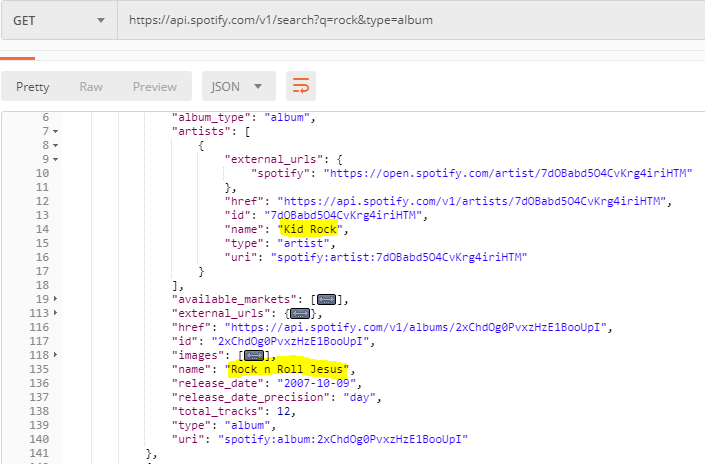 GET https://api.spotify.com/v1/search?q=rock&type=album
Pretty Raw Preview JSON
6 "album_type": "album",
7 "artists": [
8 {
9 "external_urls": {
10 "spotify": "https://open.spotify.com/artist/7dOBabd5O4CvKrg4iriHTM"
11 },
12 "href": "https://api.spotify.com/v1/artists/7dOBabd5O4CvKrg4iriHTM",
13 "id": "7dOBabd5O4CvKrg4iriHTM",
14 "name": "Kid Rock",
15 "type": "artist",
16 "uri": "spotify:artist:7dOBabd5O4CvKrg4iriHTM"
17 }
18 ],
19 "available_markets": [],
113 "external_urls": {},
116 "href": "https://api.spotify.com/v1/albums/2xChdOg0PvxzHzE1BooUpI",
117 "id": "2xChdOg0PvxzHzE1BooUpI",
118 "images": [],
135 "name": "Rock n Roll Jesus",
136 "release_date": "2007-10-09",
137 "release_date_precision": "day",
138 "total_tracks": 12,
139 "type": "album",
140 "uri": "spotify:album:2xChdOg0PvxzHzE1BooUpI"
141 },